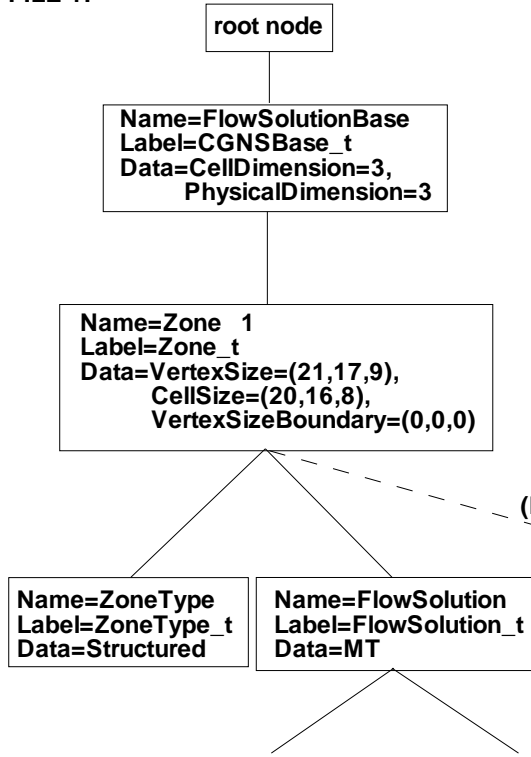 root node
Name=FlowSolutionBase
Label=CGNSBase_t
Data=CellDimension=3,
PhysicalDimension=3
Name=Zone 1
Label=Zone_t
Data=VertexSize=(21,17,9),
CellSize=(20,16,8),
VertexSizeBoundary=(0,0,0)
Name=ZoneType
Label=ZoneType_t
Data=Structured
Name=FlowSolution
Label=FlowSolution_t
Data=MT